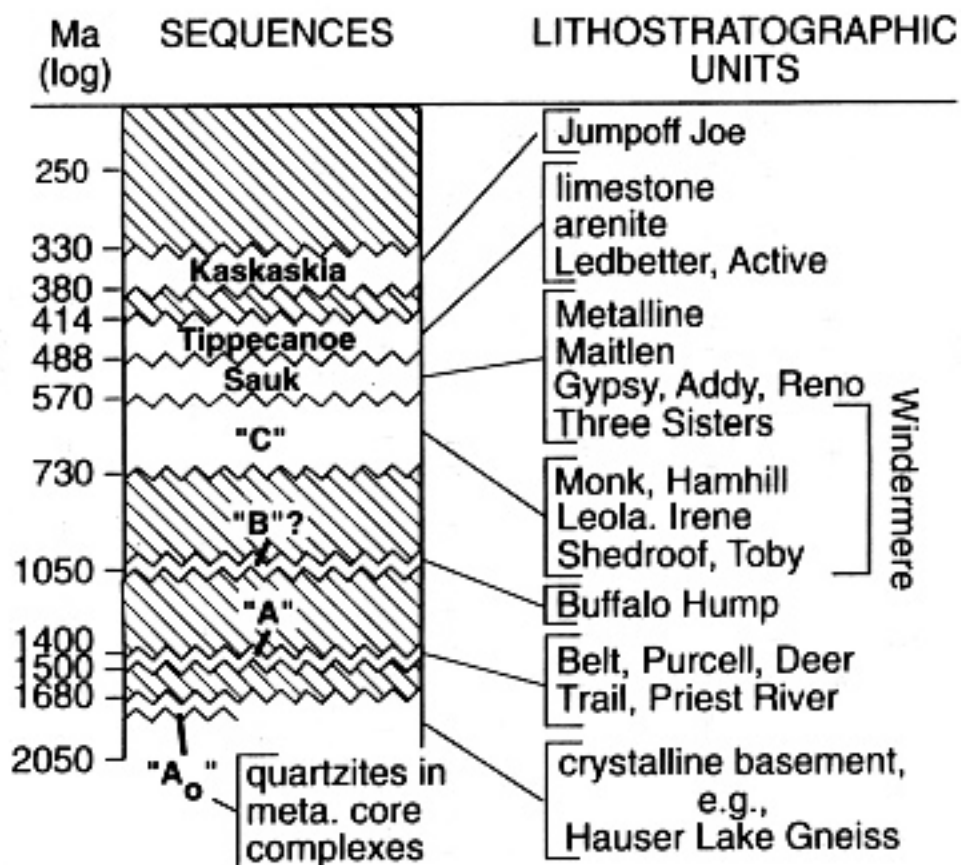 Ma
(log)
SEQUENCES
LITHOSTRATOGRAPHIC
UNITS
250
330
380
414
488
570
730
1050
1400
1500
1680
2050
Kaskaskia
Tippecanoe
Sauk
"C"
"B"?
"A"
"Ao"
quartzites in
meta. core
complexes
Jumpoff Joe
limestone
arenite
Ledbetter, Active
Metalline
Maitlen
Gypsy, Addy, Reno
Three Sisters
Monk, Hamhill
Leola. Irene
Shedroof, Toby
Windermere
Buffalo Hump
Belt, Purcell, Deer
Trail, Priest River
crystalline basement,
e.g.,
Hauser Lake Gneiss